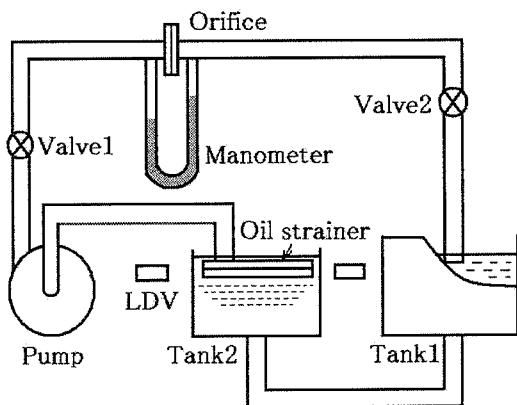 Orifice
Valve1
Manometer
Valve2
Oil strainer
LDV
Pump
Tank2
Tank1